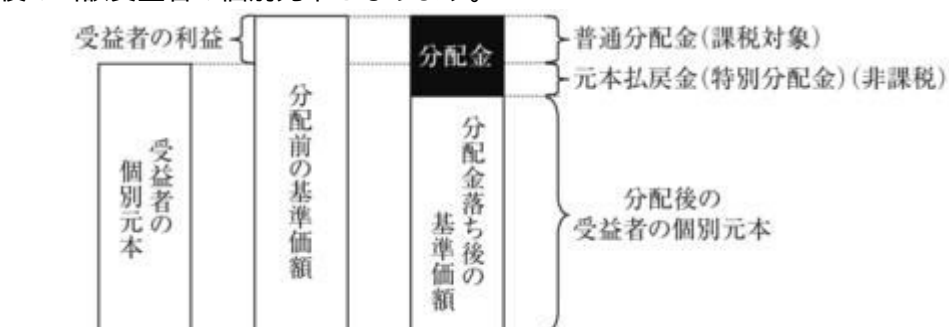 受益者の利益
分配金
普通分配金(課税対象)
元本払戻金(特別分配金)(非課税)
受益者の
個別元本
分配前の基準価額
分配金落ち後の
基準価額
分配後の
受益者の個別元本